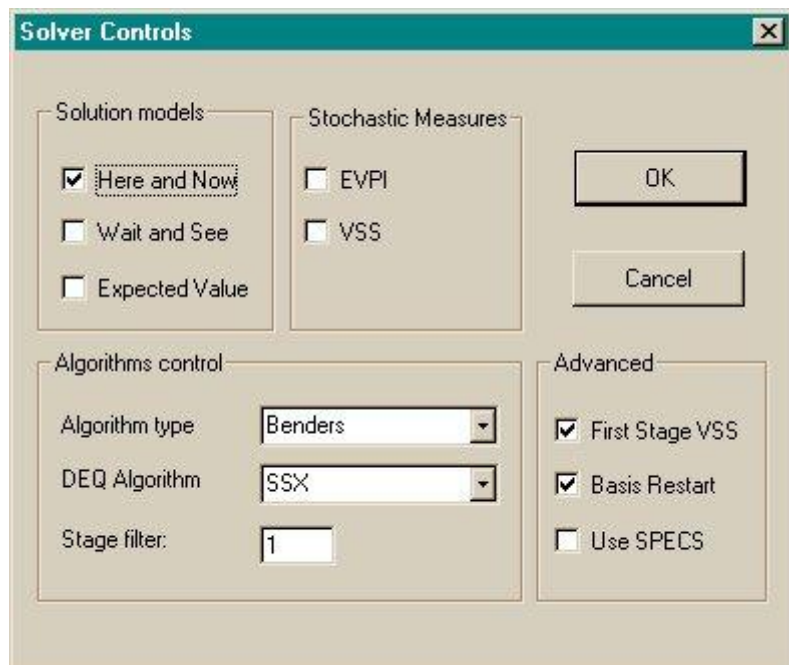 Solver Controls
Solution models
Here and Now
Wait and See
Expected Value
Stochastic Measures
EVPI
VSS
OK
Cancel
Algorithms control
Algorithm type
Benders
DEQ Algorithm
SSX
Stage filter:
1
Advanced
First Stage VSS
Basis Restart
Use SPECS